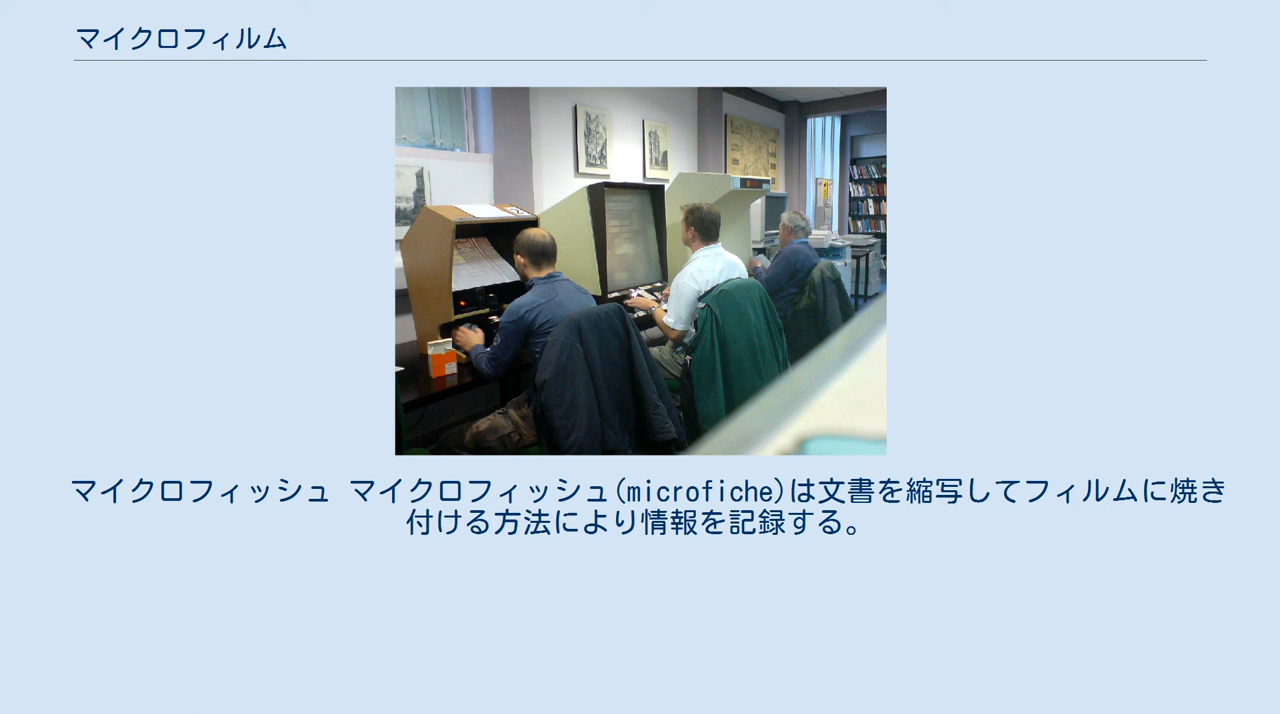 マイクロフィルム
マイクロフィッシュ マイクロフィッシュ(microfiche)は文書を縮写してフィルムに焼き
付ける方法により情報を記録する。